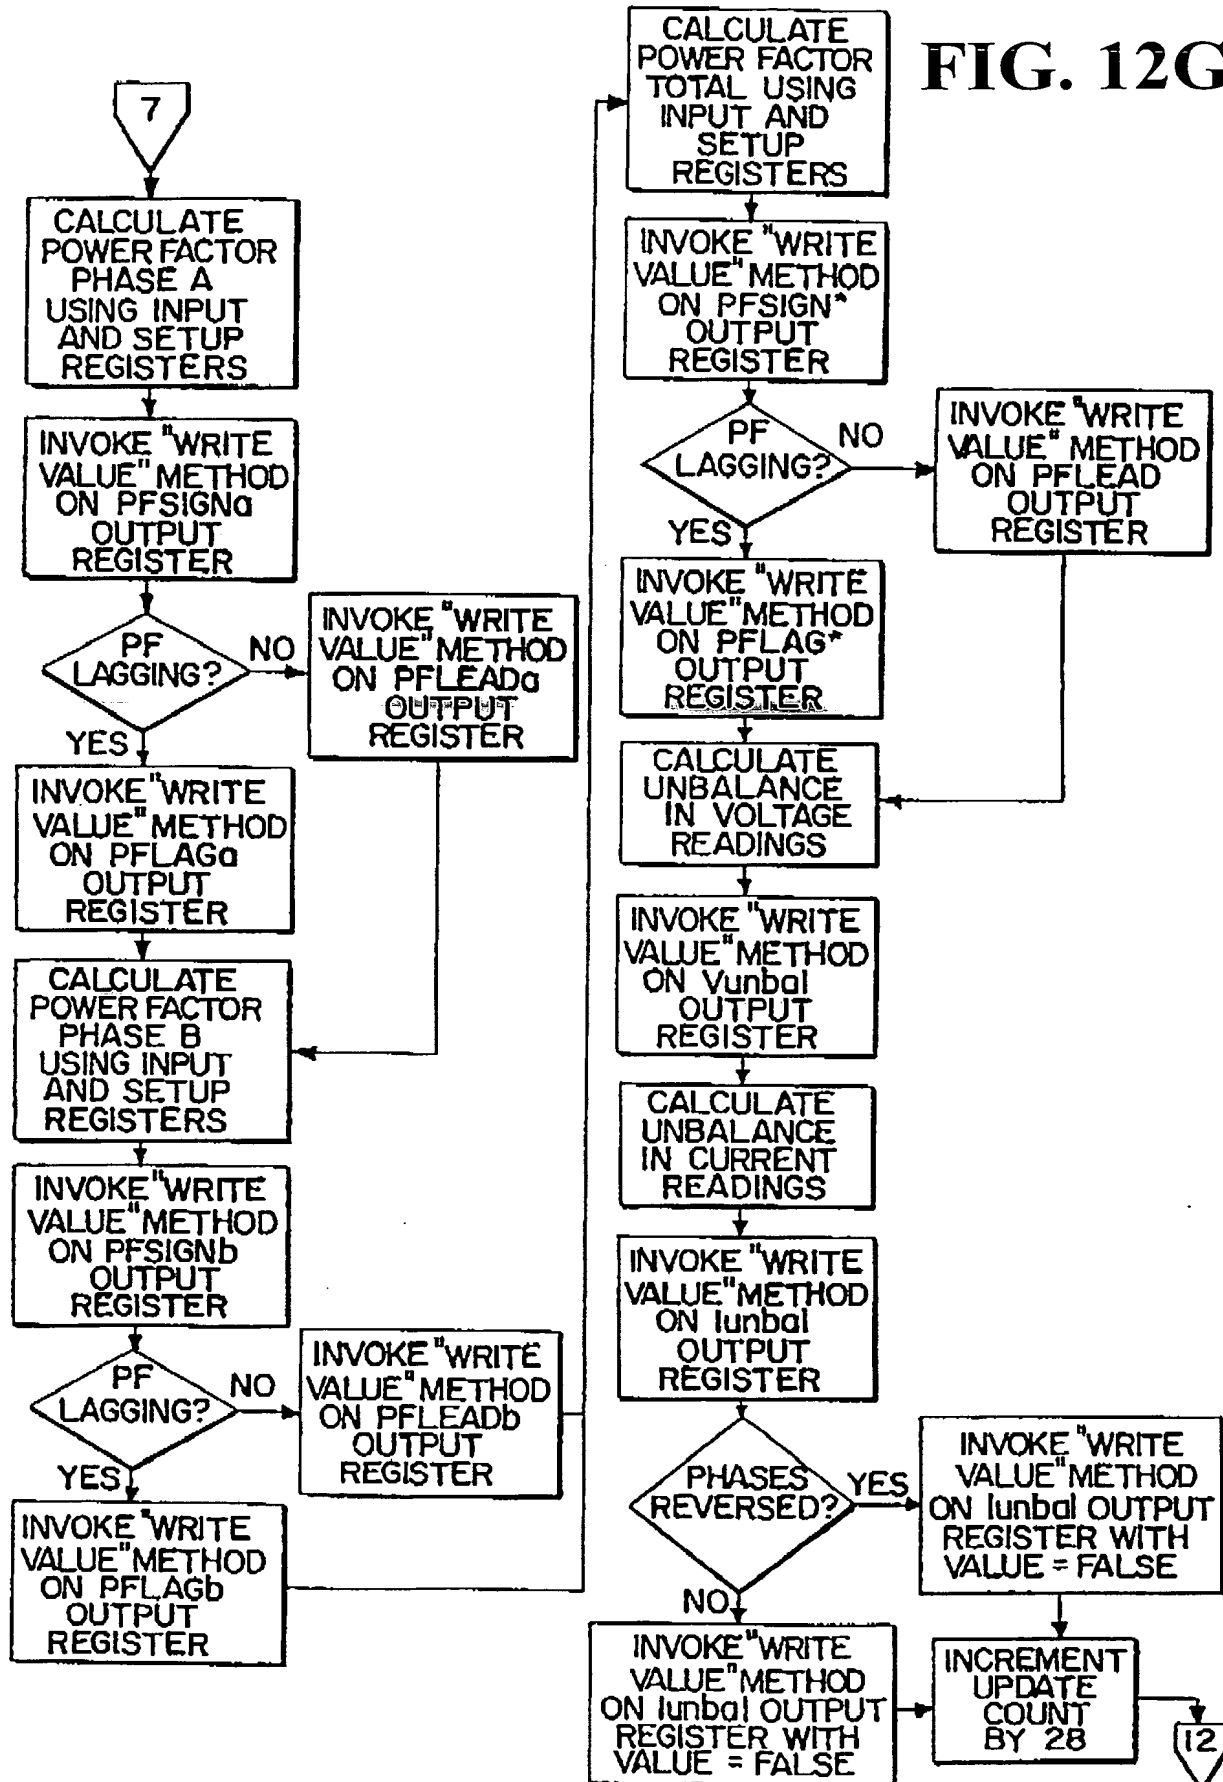 FIG. 12G
7
CALCULATE
POWER FACTOR
PHASE A
USING INPUT
AND SETUP
REGISTERS
INVOKE "WRITE
VALUE" METHOD
ON PFSIGNa
OUTPUT
REGISTER
PF
LAGGING?
NO
YES
INVOKE "WRITE
VALUE" METHOD
ON PFLEADa
OUTPUT
REGISTER
INVOKE "WRITE
VALUE" METHOD
ON PFLAGa
OUTPUT
REGISTER
CALCULATE
POWER FACTOR
PHASE B
USING INPUT
AND SETUP
REGISTERS
INVOKE "WRITE
VALUE" METHOD
ON PFSIGNb
OUTPUT
REGISTER
PF
LAGGING?
NO
YES
INVOKE "WRITE
VALUE" METHOD
ON PFLEADb
OUTPUT
REGISTER
INVOKE "WRITE
VALUE" METHOD
ON PFLAGb
OUTPUT
REGISTER
CALCULATE
POWER FACTOR
TOTAL USING
INPUT AND
SETUP
REGISTERS
INVOKE "WRITE
VALUE" METHOD
ON PFSIGN*
OUTPUT
REGISTER
PF
LAGGING?
NO
YES
INVOKE "WRITE
VALUE" METHOD
ON PFLEAD
OUTPUT
REGISTER
INVOKE "WRITE
VALUE" METHOD
ON PFLAG*
OUTPUT
REGISTER
CALCULATE
UNBALANCE
IN VOLTAGE
READINGS
INVOKE "WRITE
VALUE" METHOD
ON Vunbal
OUTPUT
REGISTER
CALCULATE
UNBALANCE
IN CURRENT
READINGS
INVOKE "WRITE
VALUE" METHOD
ON Iunbal
OUTPUT
REGISTER
PHASES
REVERSED?
YES
NO
INVOKE "WRITE
VALUE" METHOD
ON Iunbal OUTPUT
REGISTER WITH
VALUE = FALSE
INVOKE "WRITE
VALUE" METHOD
ON Iunbal OUTPUT
REGISTER WITH
VALUE = FALSE
INCREMENT
UPDATE
COUNT
BY 28
12